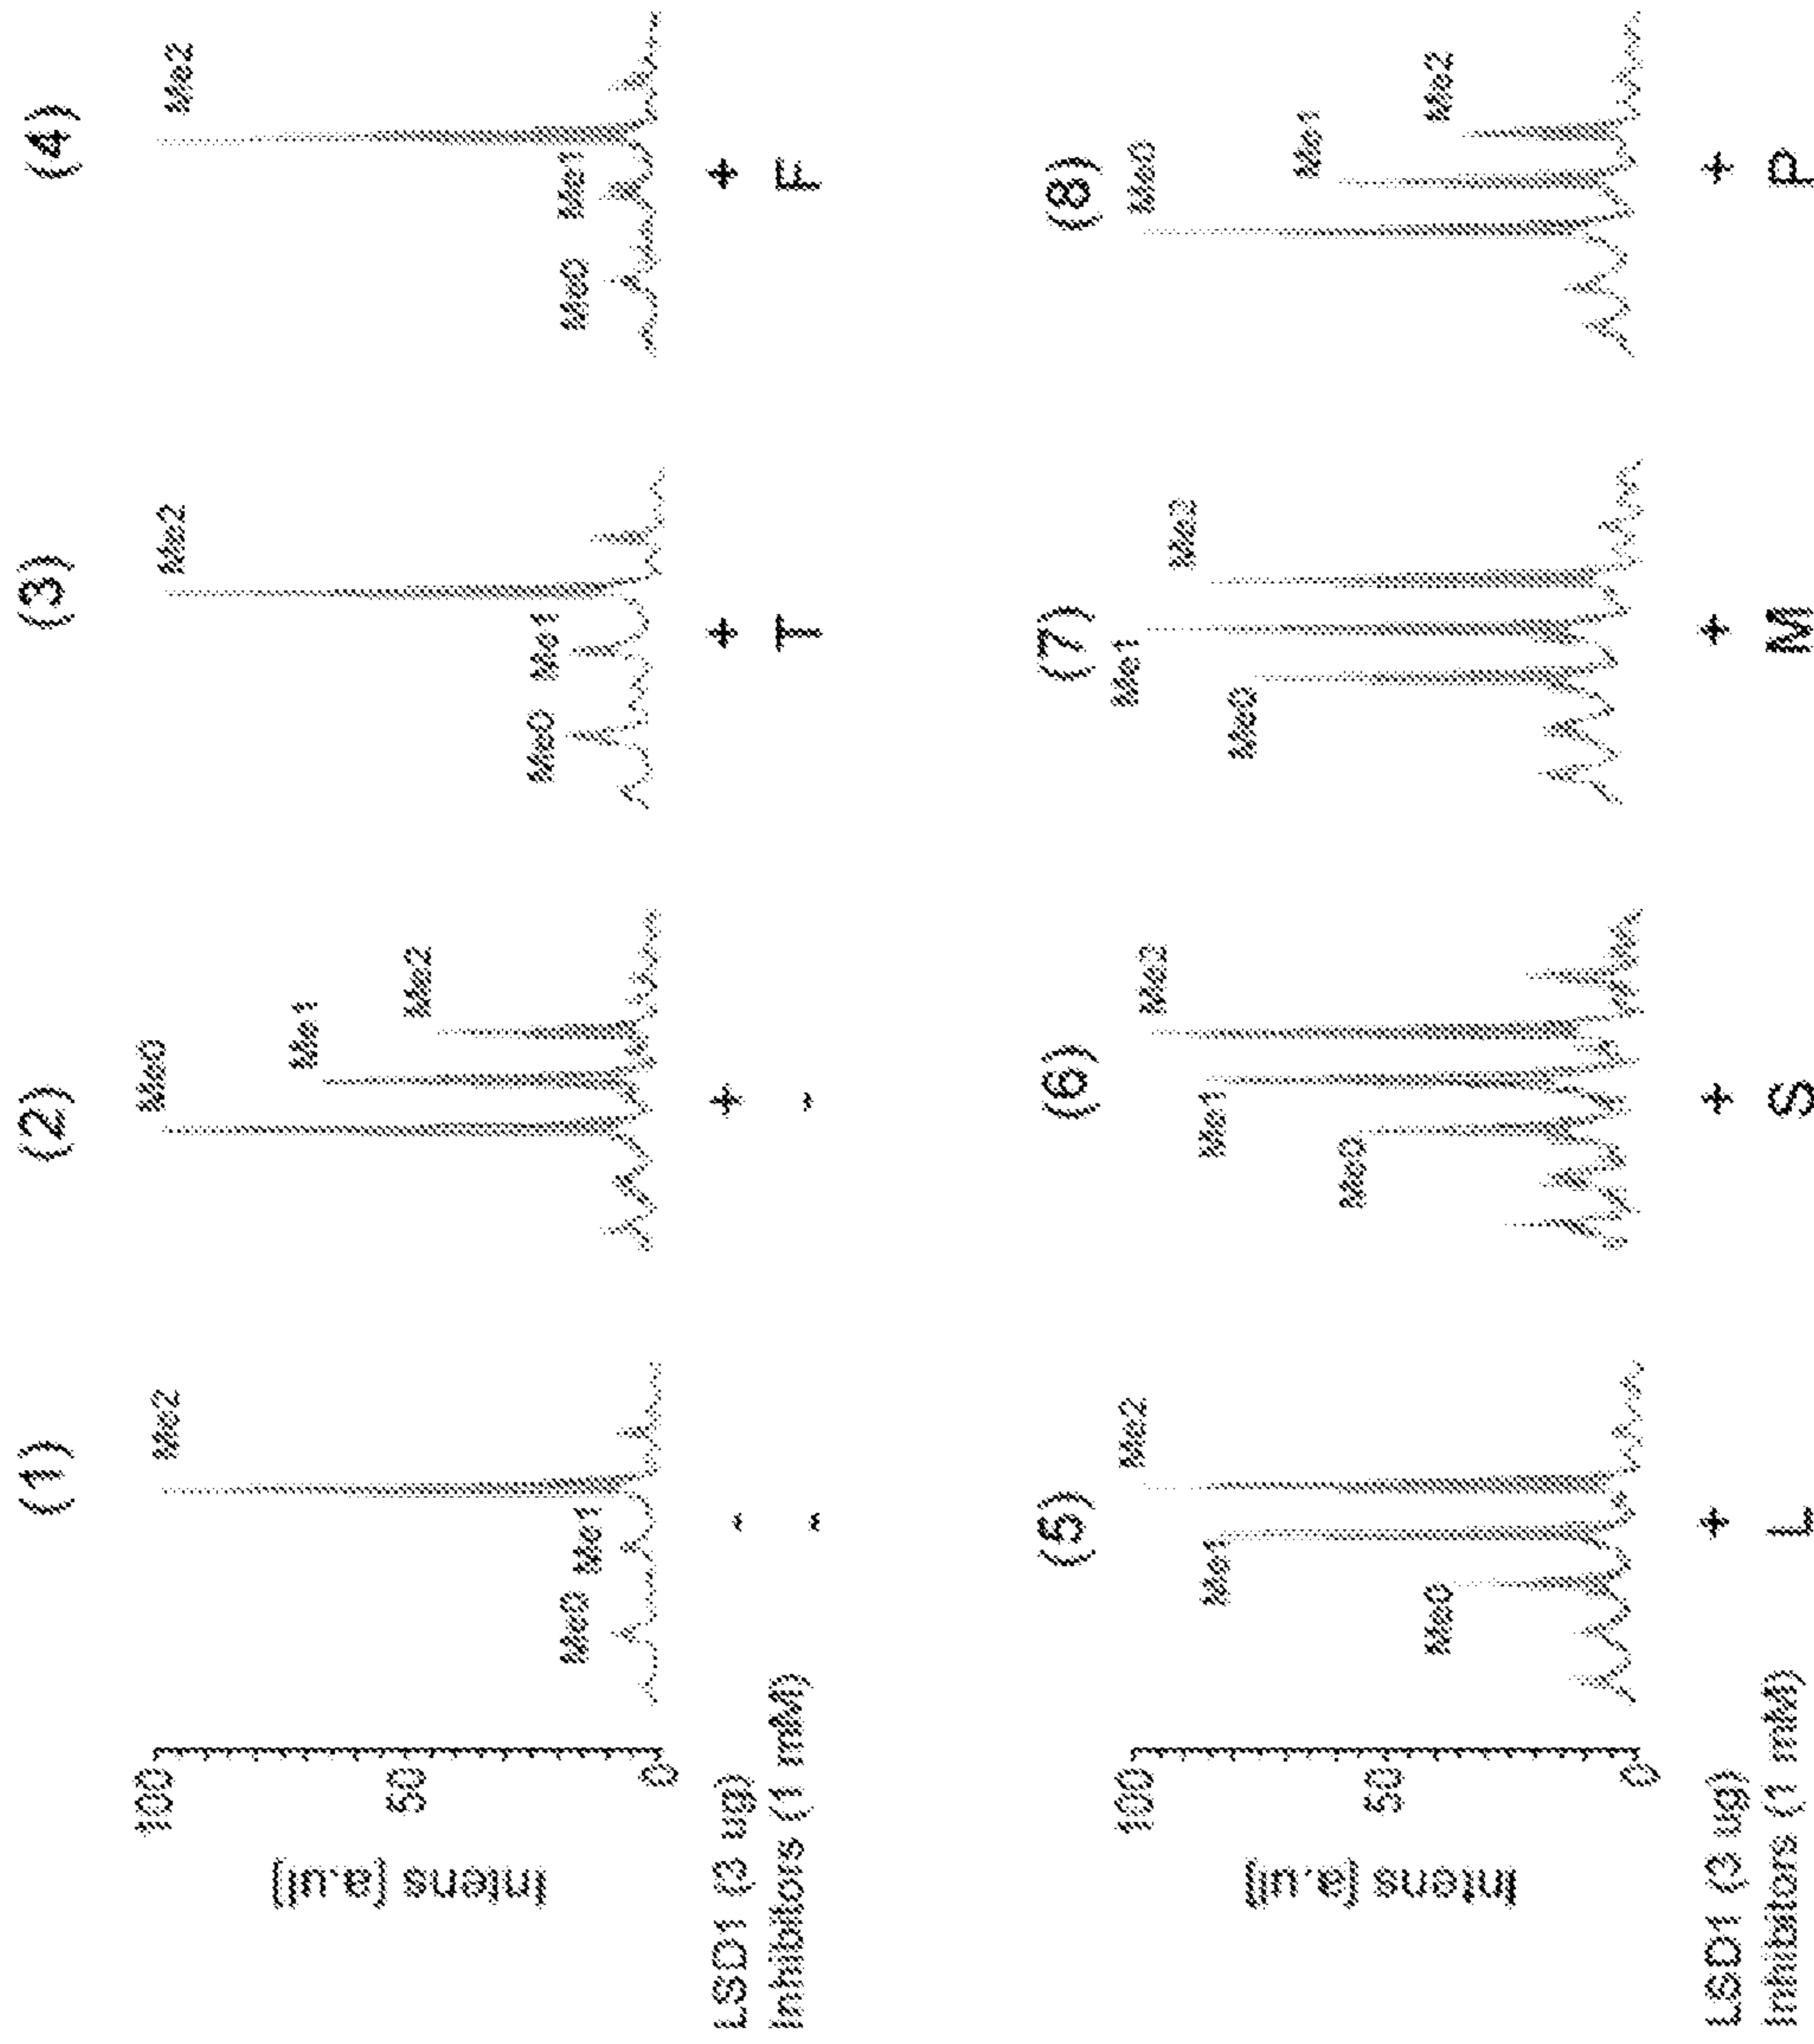 (1) (2) (3) (4)
Me0 Me1 Me2
Me0 Me1 Me2
Me0 Me1 Me2
Me0 Me1 Me2
Intens [a.u]]
100
50
0
LSD1 (3 ug) - + + +
Inhibitors (1 mM) - - T F
(5) (6) (7) (8)
Me0 Me1 Me2
Me0 Me1 Me2
Me0 Me1 Me2
Me0 Me1 Me2
Intens [a.u]]
100
50
0
LSD1 (3 ug) + + + +
Inhibitors (1 mM) L S M P